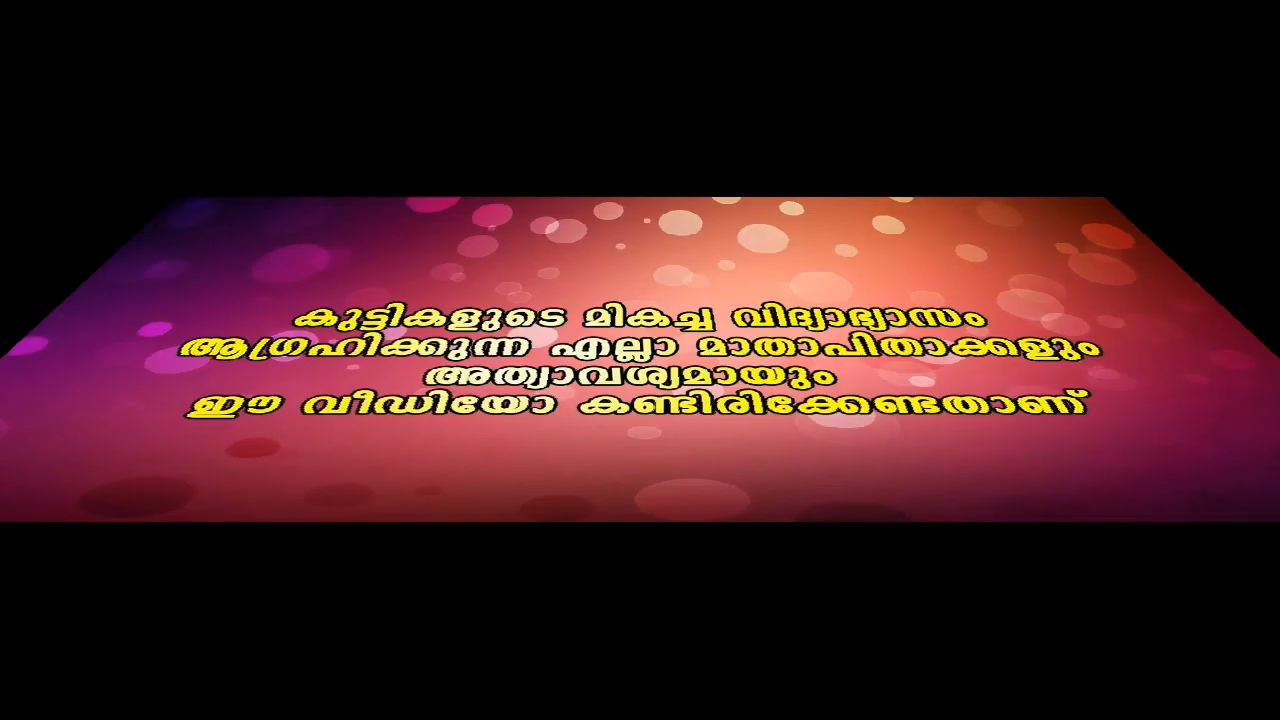 കുട്ടികളുടെ മികച്ച വിദ്യാഭ്യാസം
ആഗ്രഹിക്കുന്ന എല്ലാ മാതാപിതാക്കളും
അത്യാവശ്യമായും
ഈ വീഡിയോ കണ്ടിരിക്കേണ്ടതാണ്